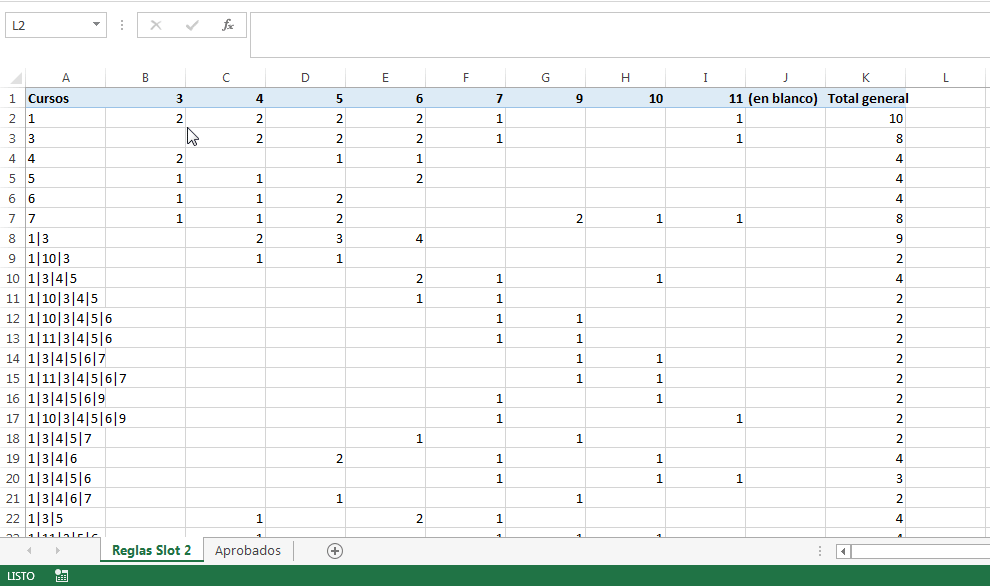 L2
fx
A B C D E F G H I J K L
1 Cursos 3 4 5 6 7 9 10 11 (en blanco) Total general
2 1 2 2 2 2 1 1 10
3 3 2 2 2 1 1 8
4 4 2 1 1 4
5 5 1 1 2 4
6 6 1 1 2 4
7 7 1 1 2 2 1 1 8
8 1|3 2 3 4 9
9 1|10|3 1 1 2
10 1|3|4|5 2 1 1 4
11 1|10|3|4|5 1 1 2
12 1|10|3|4|5|6 1 1 2
13 1|11|3|4|5|6 1 1 2
14 1|3|4|5|6|7 1 1 2
15 1|11|3|4|5|6|7 1 1 2
16 1|3|4|5|6|9 1 1 2
17 1|10|3|4|5|6|9 1 1 2
18 1|3|4|5|7 1 1 2
19 1|3|4|6 2 1 1 4
20 1|3|4|5|6 1 1 1 3
21 1|3|4|6|7 1 1 2
22 1|3|5 1 2 1 4
Reglas Slot 2 Aprobados
LISTO